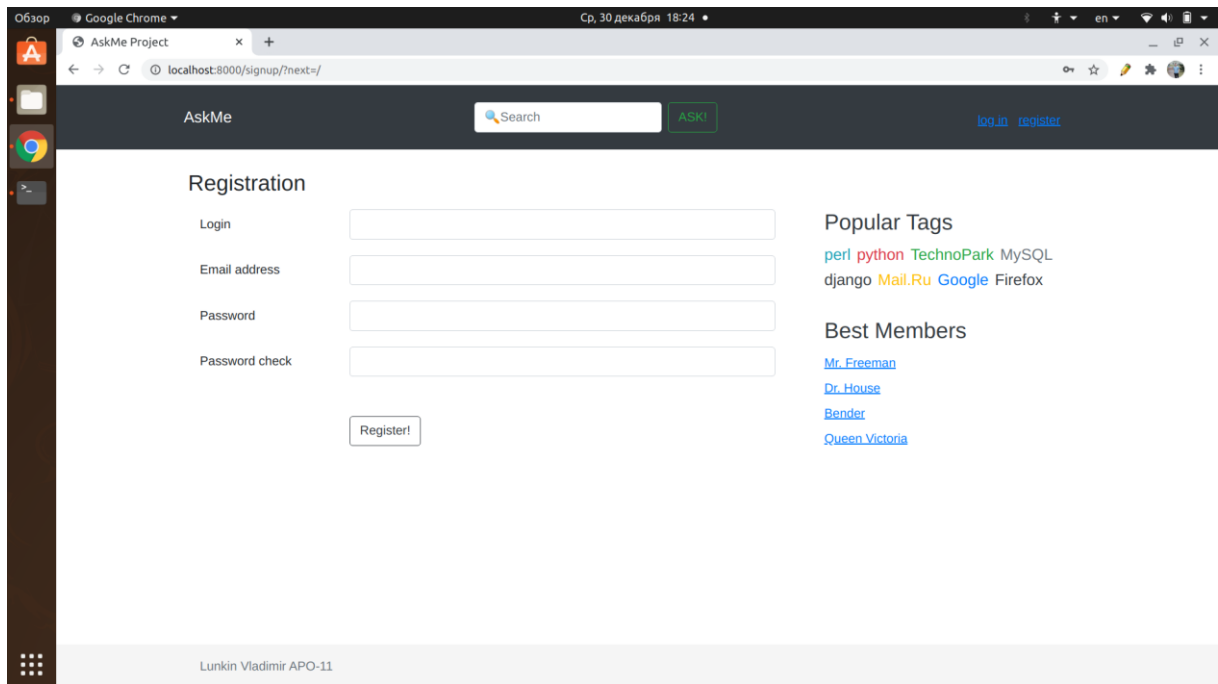 Обзор Google Chrome Ср, 30 декабря 18:24 en
AskMe Project
localhost:8000/signup/?next=/
AskMe Search ASK! log in register
Registration
Login
Email address
Password
Password check
Register!
Popular Tags
perl python TechnoPark MySQL
django Mail.Ru Google Firefox
Best Members
Mr. Freeman
Dr. House
Bender
Queen Victoria
Lunkin Vladimir APO-11